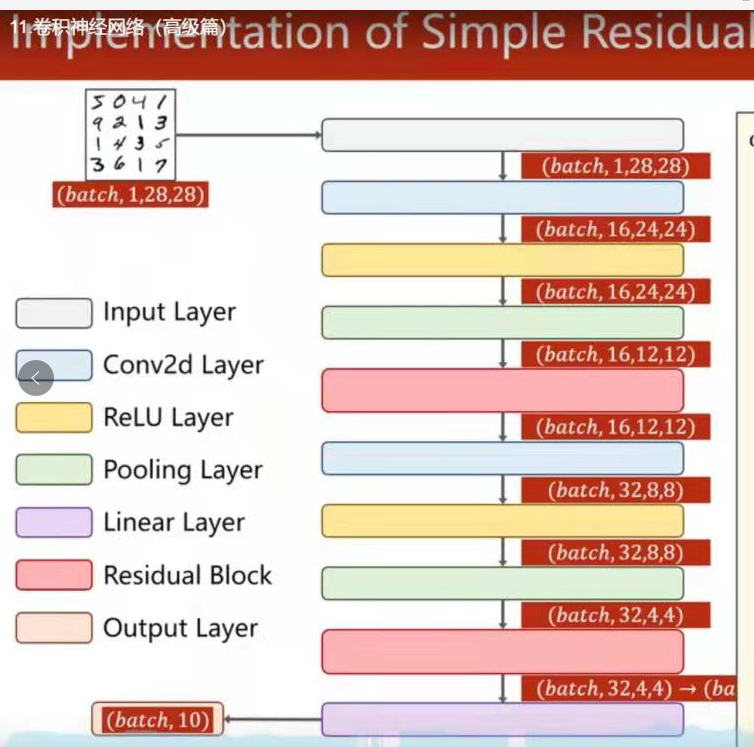 11.卷积神经网络（高级篇）
Implementation of Simple Residual
5 0 4 1
9 2 1 3
1 4 3 5
3 6 1 7
(batch, 1,28,28)
(batch, 1,28,28)
(batch, 16,24,24)
(batch, 16,24,24)
(batch, 16,12,12)
(batch, 16,12,12)
(batch, 32,8,8)
(batch, 32,8,8)
(batch, 32,4,4)
(batch, 32,4,4) → (ba
Input Layer
Conv2d Layer
ReLU Layer
Pooling Layer
Linear Layer
Residual Block
Output Layer
(batch, 10)